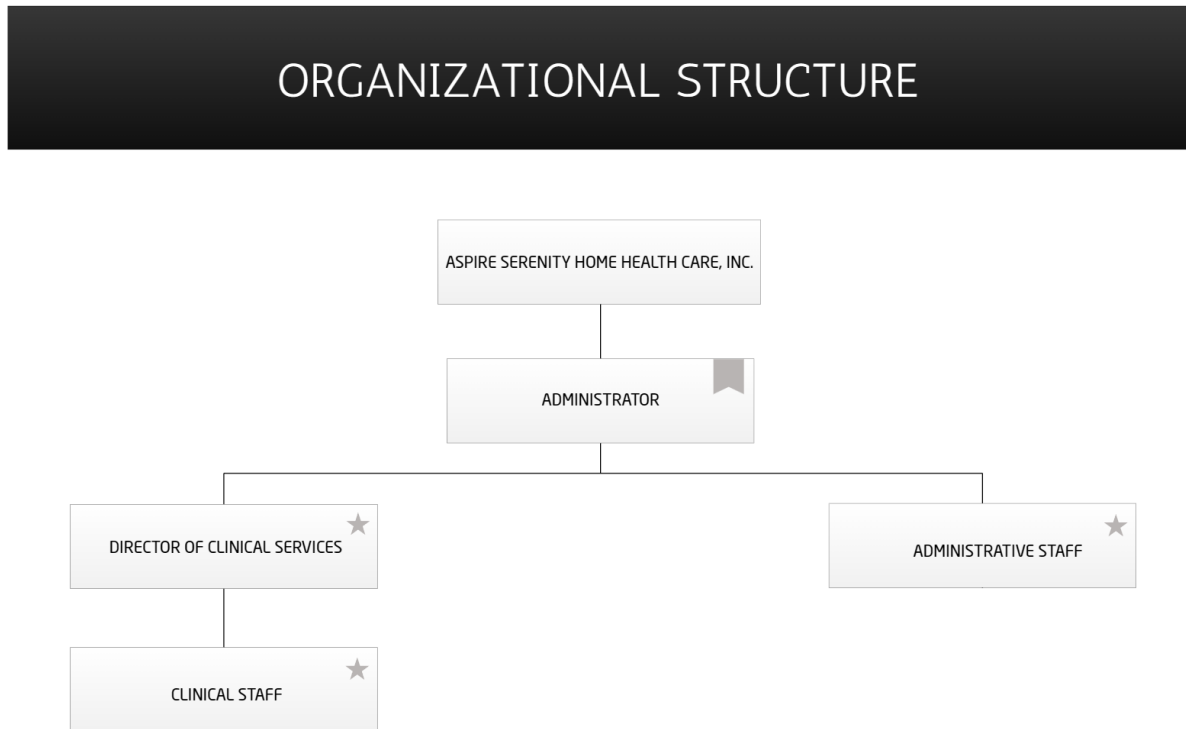 ORGANIZATIONAL STRUCTURE
ASPIRE SERENITY HOME HEALTH CARE, INC.
ADMINISTRATOR
DIRECTOR OF CLINICAL SERVICES
ADMINISTRATIVE STAFF
CLINICAL STAFF